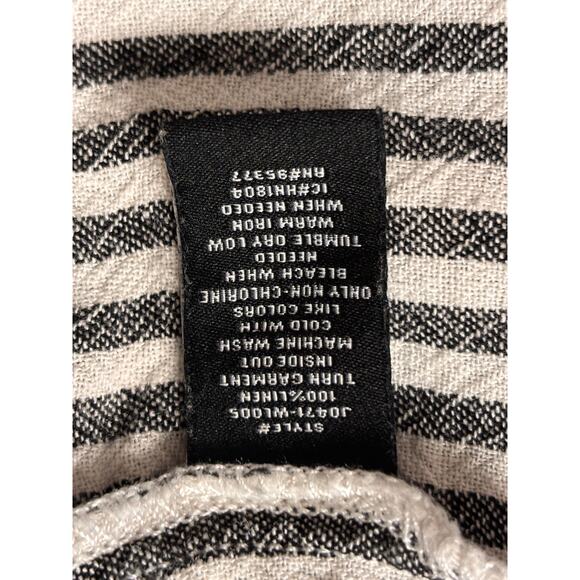 STYLE#
J0471-WL005
100%LINEN
TURN GARMENT
INSIDE OUT
MACHINE WASH
COLD WITH
LIKE COLORS
ONLY NON-CHLORINE
BLEACH WHEN
NEEDED
TUMBLE DRY LOW
WARM IRON
WHEN NEEDED
IC#HN1804
RN#95377